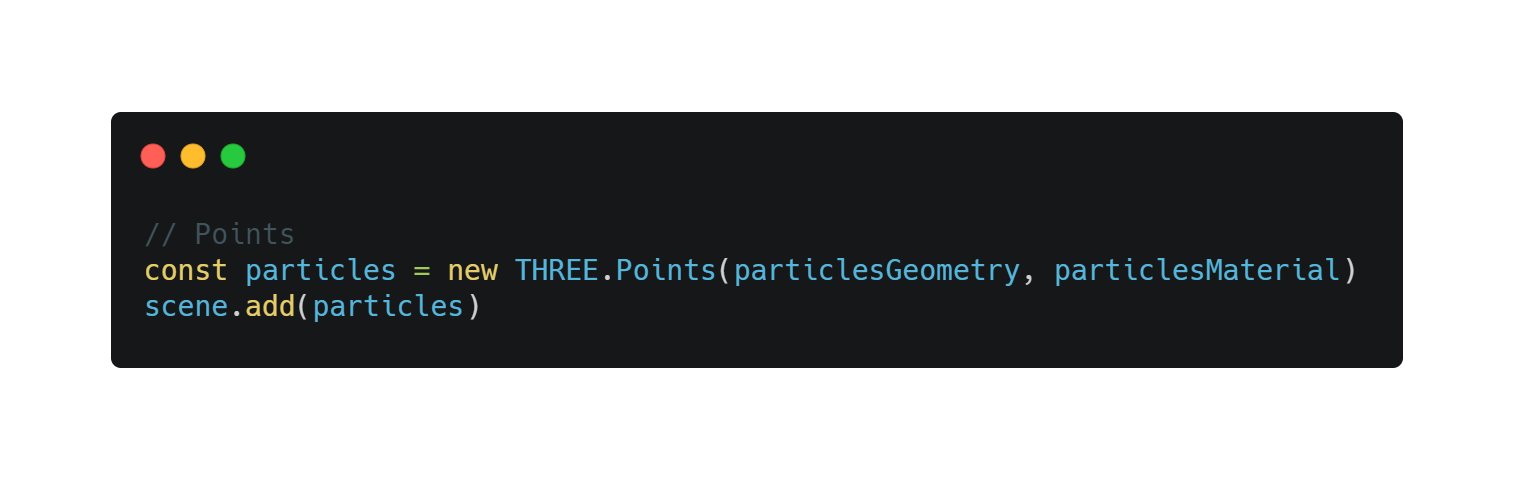 // Points
const particles = new THREE.Points(particlesGeometry, particlesMaterial)
scene.add(particles)